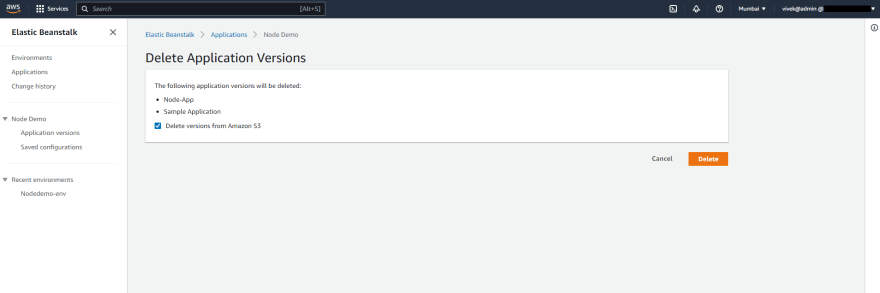 aws Services Search [Alt+S] Mumbai vivek@admin @
Elastic Beanstalk
Environments
Applications
Change history
Node Demo
Application versions
Saved configurations
Recent environments
Nodedemo-env
Elastic Beanstalk > Applications > Node Demo
Delete Application Versions
The following application versions will be deleted:
• Node-App
• Sample Application
Delete versions from Amazon S3
Cancel Delete